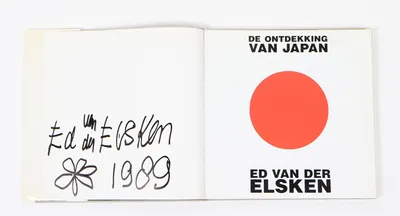 Ed van der Elsken
1989
DE ONTDEKKING
VAN JAPAN
ED VAN DER
ELSKEN